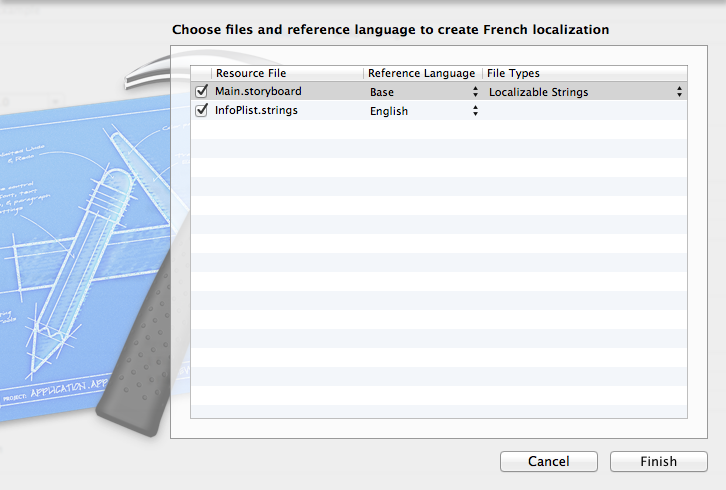 Choose files and reference language to create French localization
Resource File Reference Language File Types
Main.storyboard Base Localizable Strings
InfoPlist.strings English
PROJECT: APPLICATION.APP
Cancel Finish